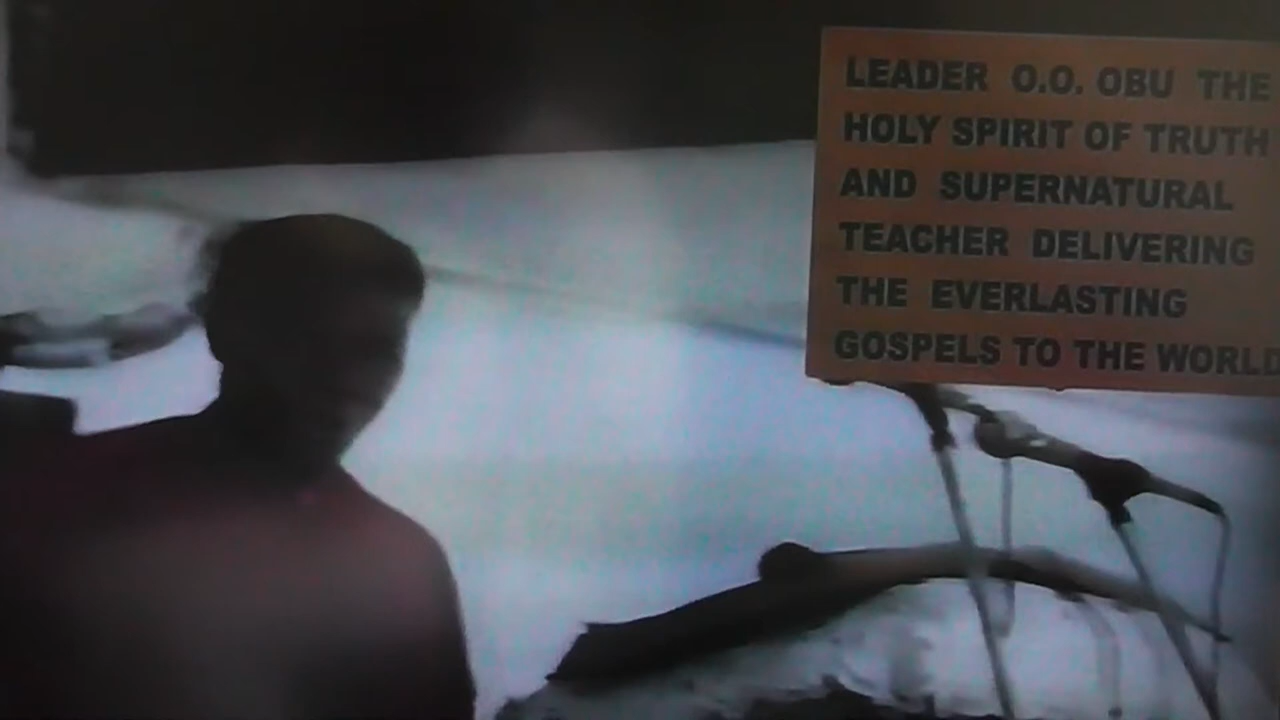 LEADER O.O. OBU THE
HOLY SPIRIT OF TRUTH
AND SUPERNATURAL
TEACHER DELIVERING
THE EVERLASTING
GOSPELS TO THE WORLD